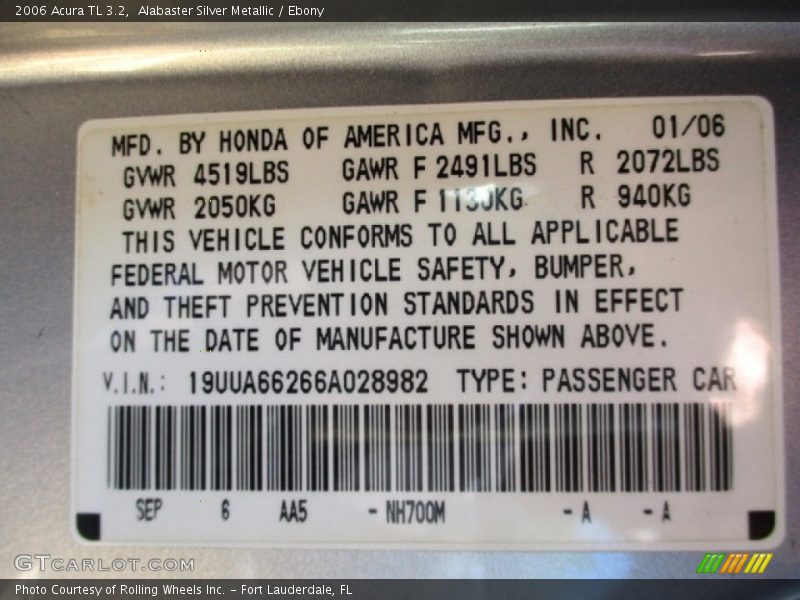 2006 Acura TL 3.2,  Alabaster Silver Metallic / Ebony
MFD. BY HONDA OF AMERICA MFG., INC. 01/06
GVWR 4519LBS GAWR F 2491LBS R 2072LBS
GVWR 2050KG GAWR F 1130KG R 940KG
THIS VEHICLE CONFORMS TO ALL APPLICABLE
FEDERAL MOTOR VEHICLE SAFETY, BUMPER,
AND THEFT PREVENTION STANDARDS IN EFFECT
ON THE DATE OF MANUFACTURE SHOWN ABOVE.
V.I.N.: 19UUA66266A028982 TYPE: PASSENGER CAR
SEP 6 AA5 -NH700M -A -A
GTCARLOT.COM
Photo Courtesy of Rolling Wheels Inc. – Fort Lauderdale, FL